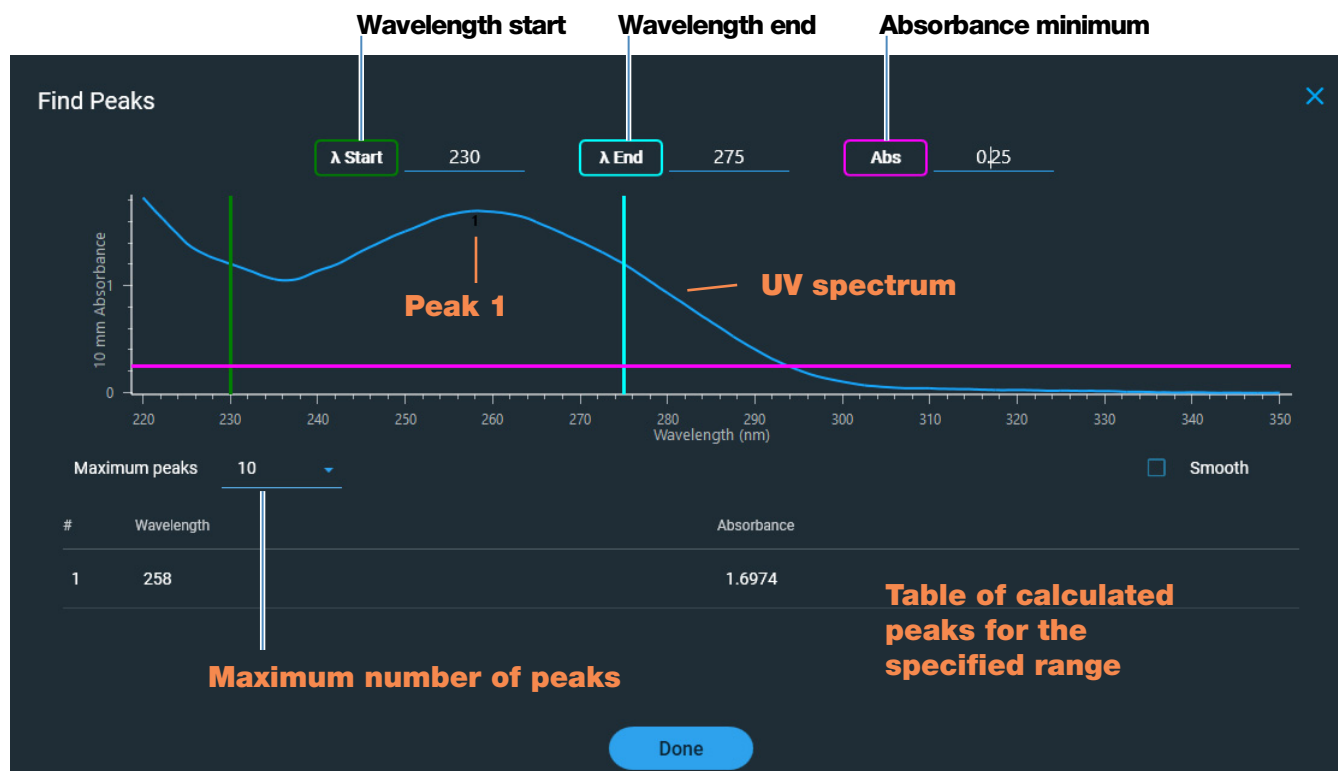 Wavelength start Wavelength end Absorbance minimum
Find Peaks
λ Start 230 λ End 275 Abs 0.25
10 mm Absorbance
1
0
1
Peak 1
UV spectrum
220 230 240 250 260 270 280 290 300 310 320 330 340 350
Wavelength (nm)
Maximum peaks 10 Smooth
# Wavelength Absorbance
1 258 1.6974
Table of calculated
peaks for the
specified range
Maximum number of peaks
Done